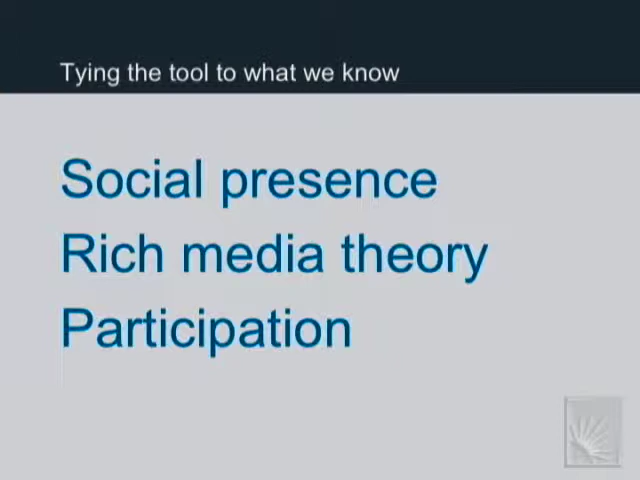 Tying the tool to what we know
Social presence
Rich media theory
Participation